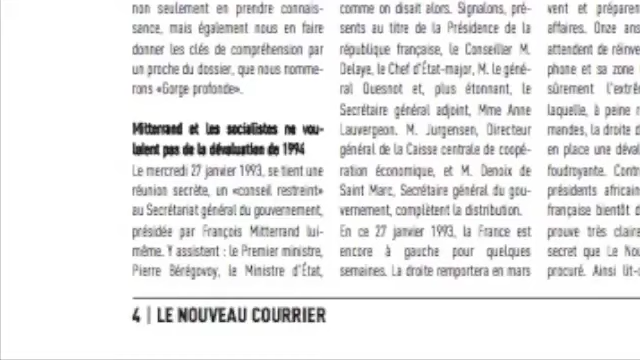 non seulement en prendre connais-
sance, mais également nous en faire
donner les clés de compréhension par
un proche du dossier, que nous nomme-
rons «Gorge profonde».
Mitterrand et les socialistes ne vou-
laient pas de la dévaluation de 1994
Le mercredi 27 janvier 1993, se tient une
réunion secrète, un «conseil restreint»
au Secrétariat général du gouvernement,
présidée par François Mitterrand lui-
même. Y assistent : le Premier ministre,
Pierre Bérégovoy, le Ministre d'État,
comme on disait alors. Signalons, pré-
sents au titre de la Présidence de la
république française, le Conseiller M.
Delaye, le Chef d'État-major, M. le géné-
ral Quesnot et, plus étonnant, le
Secrétaire général adjoint, Mme Anne
Lauvergeon. M. Jurgensen, Directeur
général de la Caisse centrale de coopé-
ration économique, et M. Denoix de
Saint Marc, Secrétaire général du gou-
vernement, complètent la distribution.
En ce 27 janvier 1993, la France est
encore à gauche pour quelques
semaines. La droite remportera en mars
vent et préparen
affaires. Onze ans
attendent de réinve
phone et sa zone
sûrement l'extrê
laquelle, à peine r
mandes, la droite d
en place une déval
foudroyante. Contr
présidents africain
française bientôt d
prouve très claire
secret que Le Nou
procuré. Ainsi lit-o
4 | LE NOUVEAU COURRIER